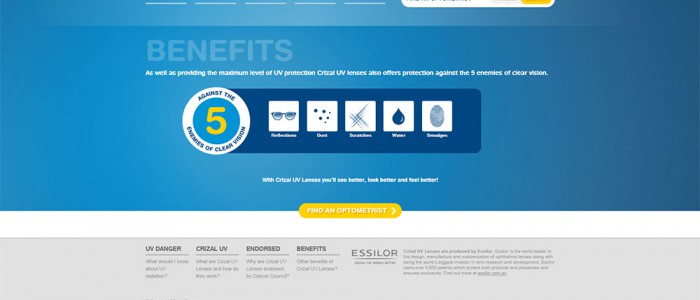 BENEFITS
As well as providing the maximum level of UV protection Crizal UV lenses also offers protection against the 5 enemies of clear vision.
AGAINST THE
5
ENEMIES OF CLEAR VISION
Reflections Dust Scratches Water Smudges
With Crizal UV Lenses you'll see better, look better and feel better!
FIND AN OPTOMETRIST
UV DANGER CRIZAL UV ENDORSED BENEFITS
What should I know about UV radiation?
Why are Crizal UV Lenses and how do they work?
Why are Crizal UV Lenses endorsed by Cancer Council?
Other benefits of Crizal UV Lenses?
ESSILOR
SEEING THE WORLD BETTER
Crizal UV Lenses are produced by Essilor. Essilor is the world leader in
the design, manufacture and customisation of ophthalmic lenses along with
being the world's biggest investor in lens research and development. Essilor
owns over 5,000 patents which protect both products and processes and
ensures exclusivity. Find out more at essilor.com.au